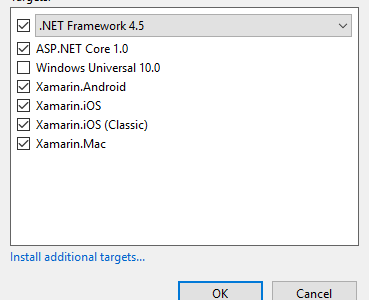 Targets:
.NET Framework 4.5
ASP.NET Core 1.0
Windows Universal 10.0
Xamarin.Android
Xamarin.iOS
Xamarin.iOS (Classic)
Xamarin.Mac
Install additional targets...
OK
Cancel